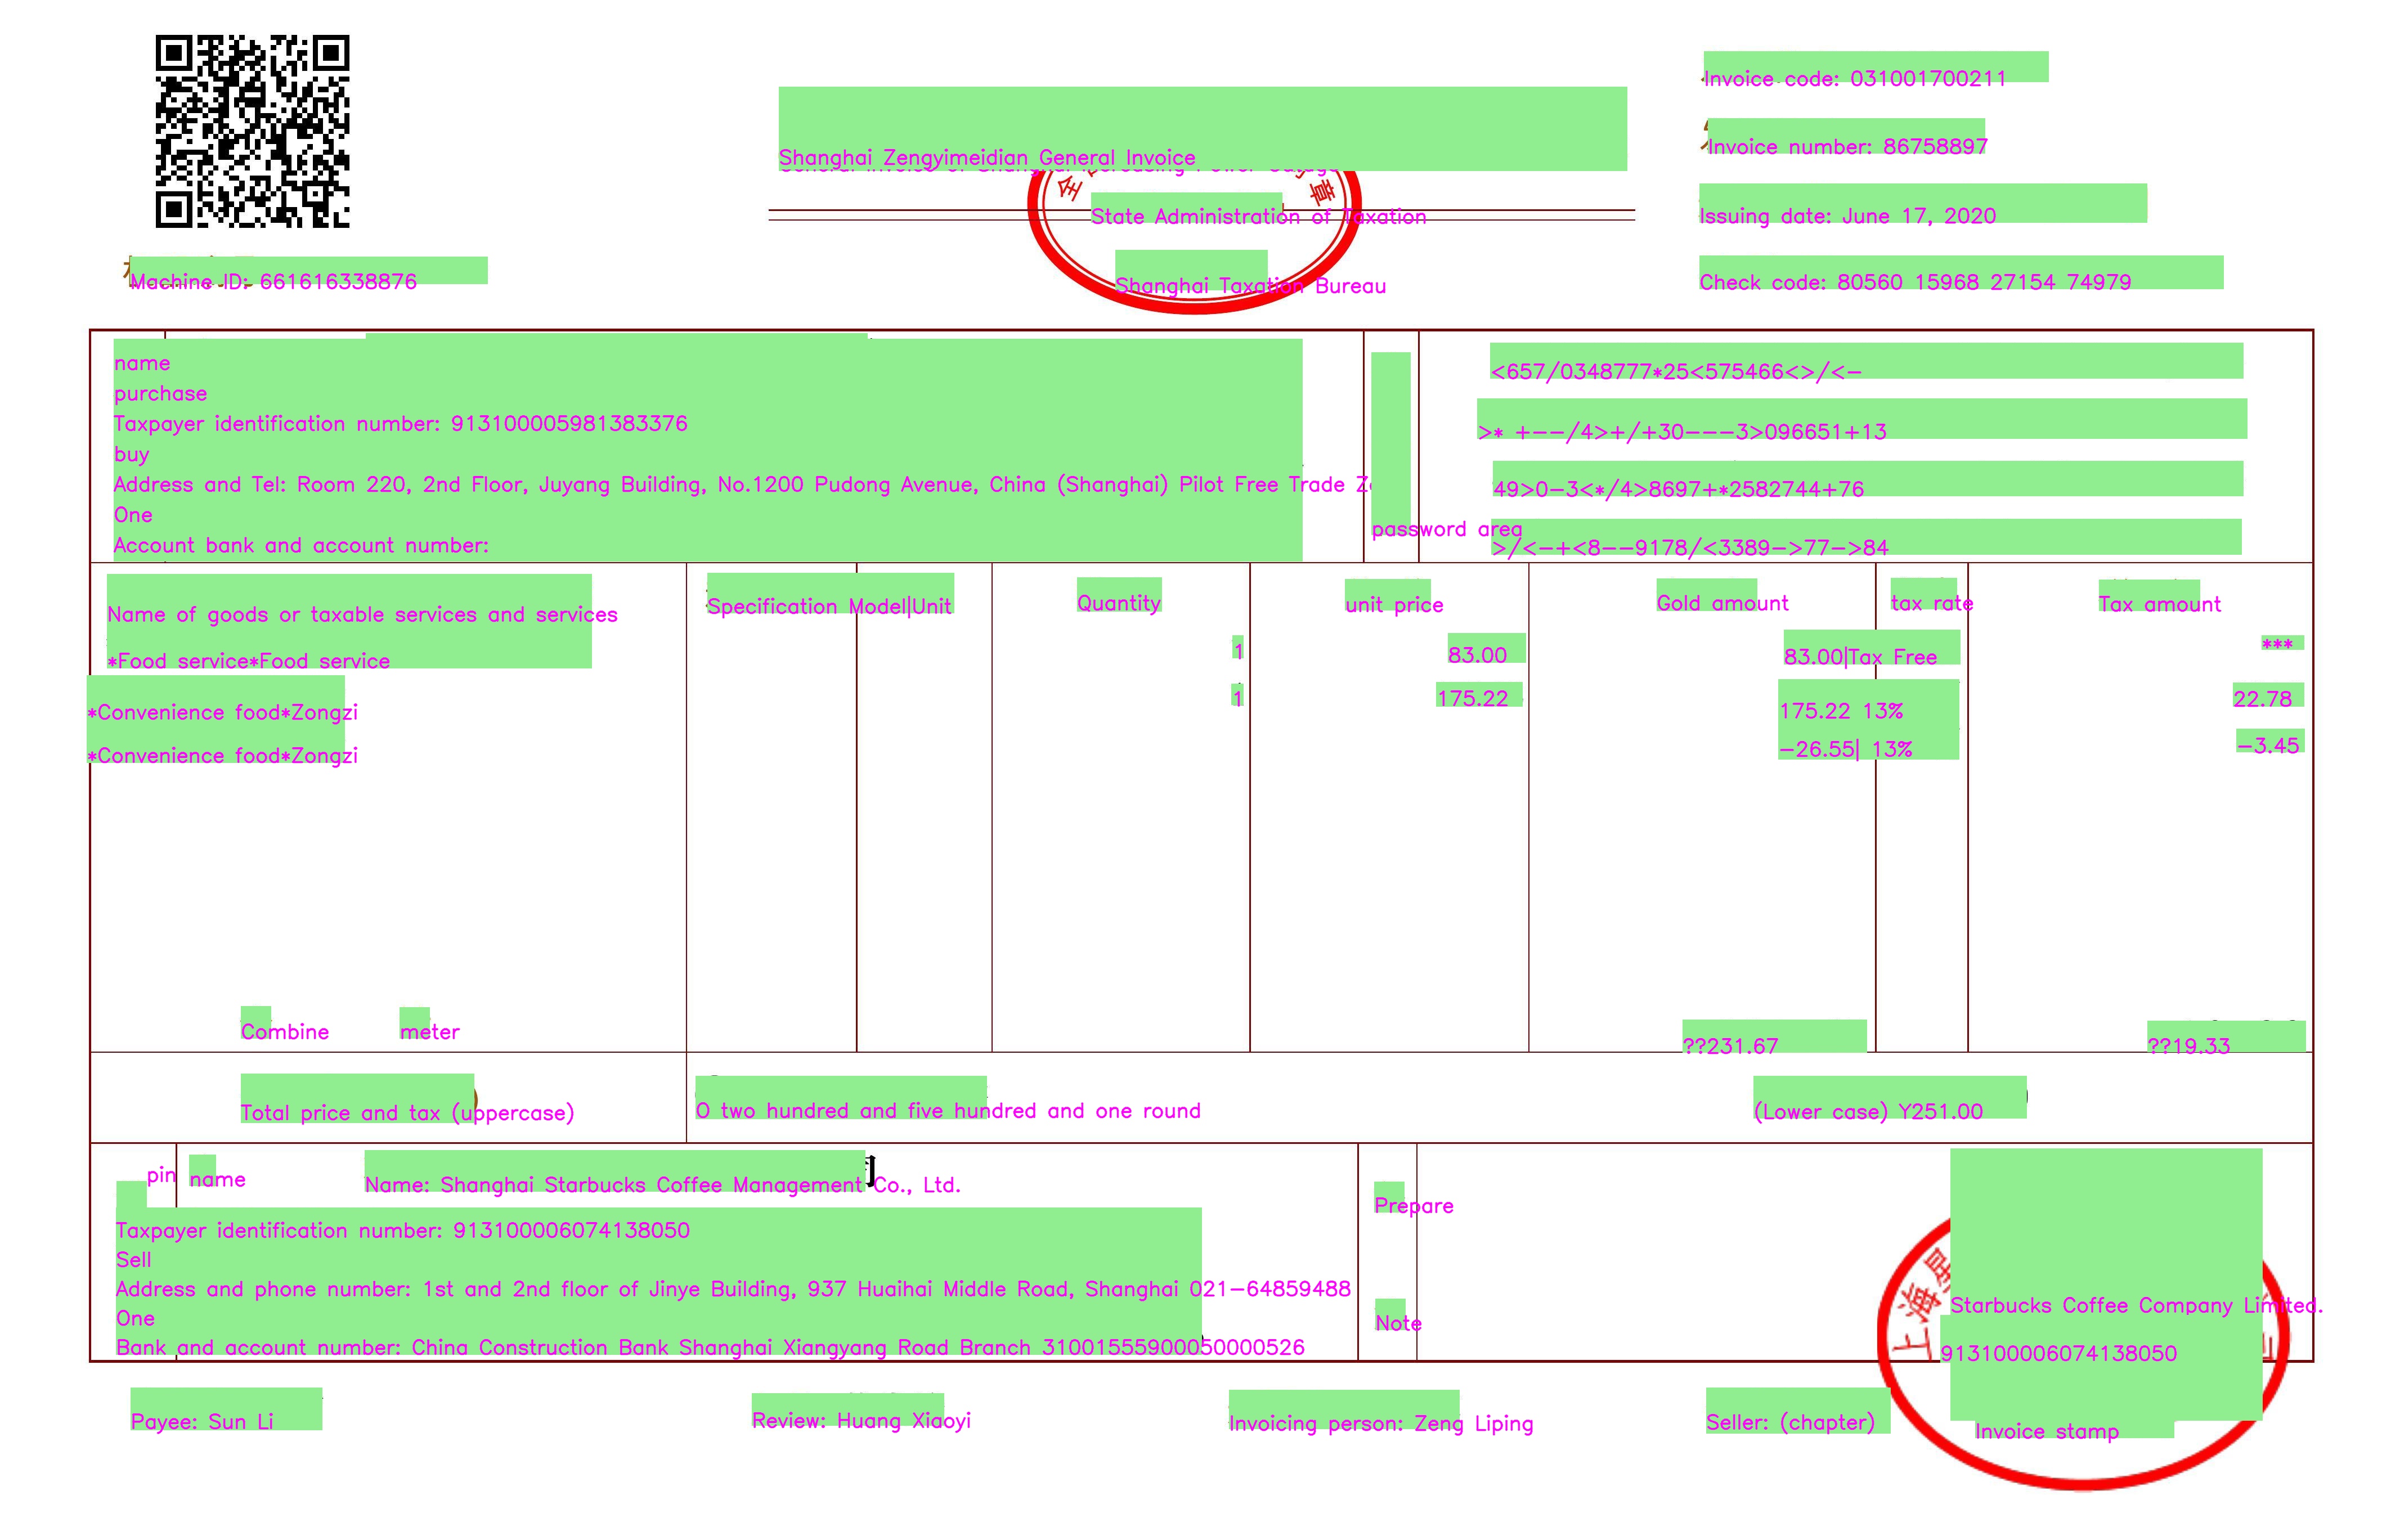 Invoice code: 031001700211
Shanghai Zengyimeidian General Invoice
Invoice number: 86758897
全
章
State Administration of Taxation
Issuing date: June 17, 2020
Machine ID: 661616338876
Shanghai Taxation Bureau
Check code: 80560 15968 27154 74979
name
purchase
Taxpayer identification number: 913100005981383376
buy
Address and Tel: Room 220, 2nd Floor, Juyang Building, No.1200 Pudong Avenue, China (Shanghai) Pilot Free Trade
One
Account bank and account number:
password area
<657/0348777*25<575466<>/<-
>* +--/4>+/+30---3>096651+13
49>0-3<*/4>8697+*2582744+76
>/<-+<8--9178/<3389->77->84
Name of goods or taxable services and services
Specification Model|Unit
Quantity
unit price
Gold amount
tax rate
Tax amount
*Food service*Food service
1
83.00
83.00|Tax Free
***
*Convenience food*Zongzi
1
175.22
175.22 13%
22.78
*Convenience food*Zongzi
-26.55| 13%
-3.45
Combine
meter
??231.67
??19.33
Total price and tax (uppercase)
O two hundred and five hundred and one round
(Lower case) Y251.00
pin
name
Name: Shanghai Starbucks Coffee Management Co., Ltd.
Taxpayer identification number: 913100006074138050
Sell
Address and phone number: 1st and 2nd floor of Jinye Building, 937 Huaihai Middle Road, Shanghai 021-64859488
One
Bank and account number: China Construction Bank Shanghai Xiangyang Road Branch 31001555900050000526
Prepare
Note
上海星
Starbucks Coffee Company Limited.
913100006074138050
Payee: Sun Li
Review: Huang Xiaoyi
Invoicing person: Zeng Liping
Seller: (chapter)
Invoice stamp